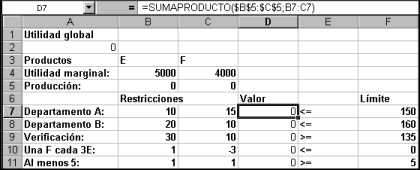 D7 = =SUMAPRODUCTO($B$5:$C$5,B7:C7)
A B C D E F
1 Utilidad global
2 0
3 Productos E F
4 Utilidad marginal: 5000 4000
5 Producción: 0 0
6 Restricciones Valor Límite
7 Departamento A: 10 15 0 <= 150
8 Departamento B: 20 10 0 <= 160
9 Verificación: 30 10 0 >= 135
10 Una F cada 3E: 1 -3 0 <= 0
11 Al menos 5: 1 1 0 >= 5